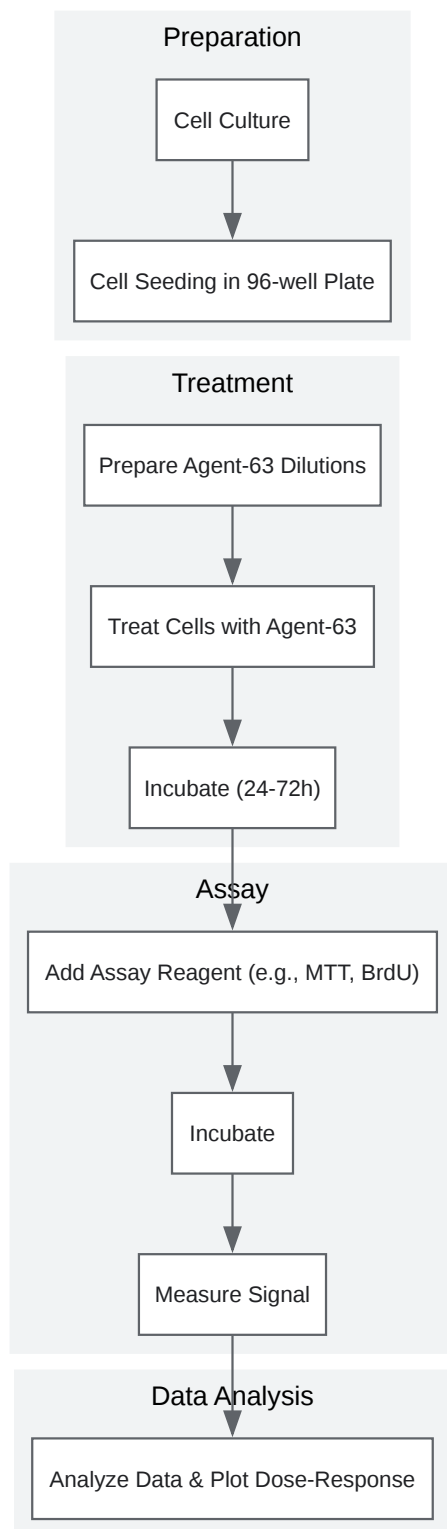 Preparation
Cell Culture
Cell Seeding in 96-well Plate
Treatment
Prepare Agent-63 Dilutions
Treat Cells with Agent-63
Incubate (24-72h)
Assay
Add Assay Reagent (e.g., MTT, BrdU)
Incubate
Measure Signal
Data Analysis
Analyze Data & Plot Dose-Response